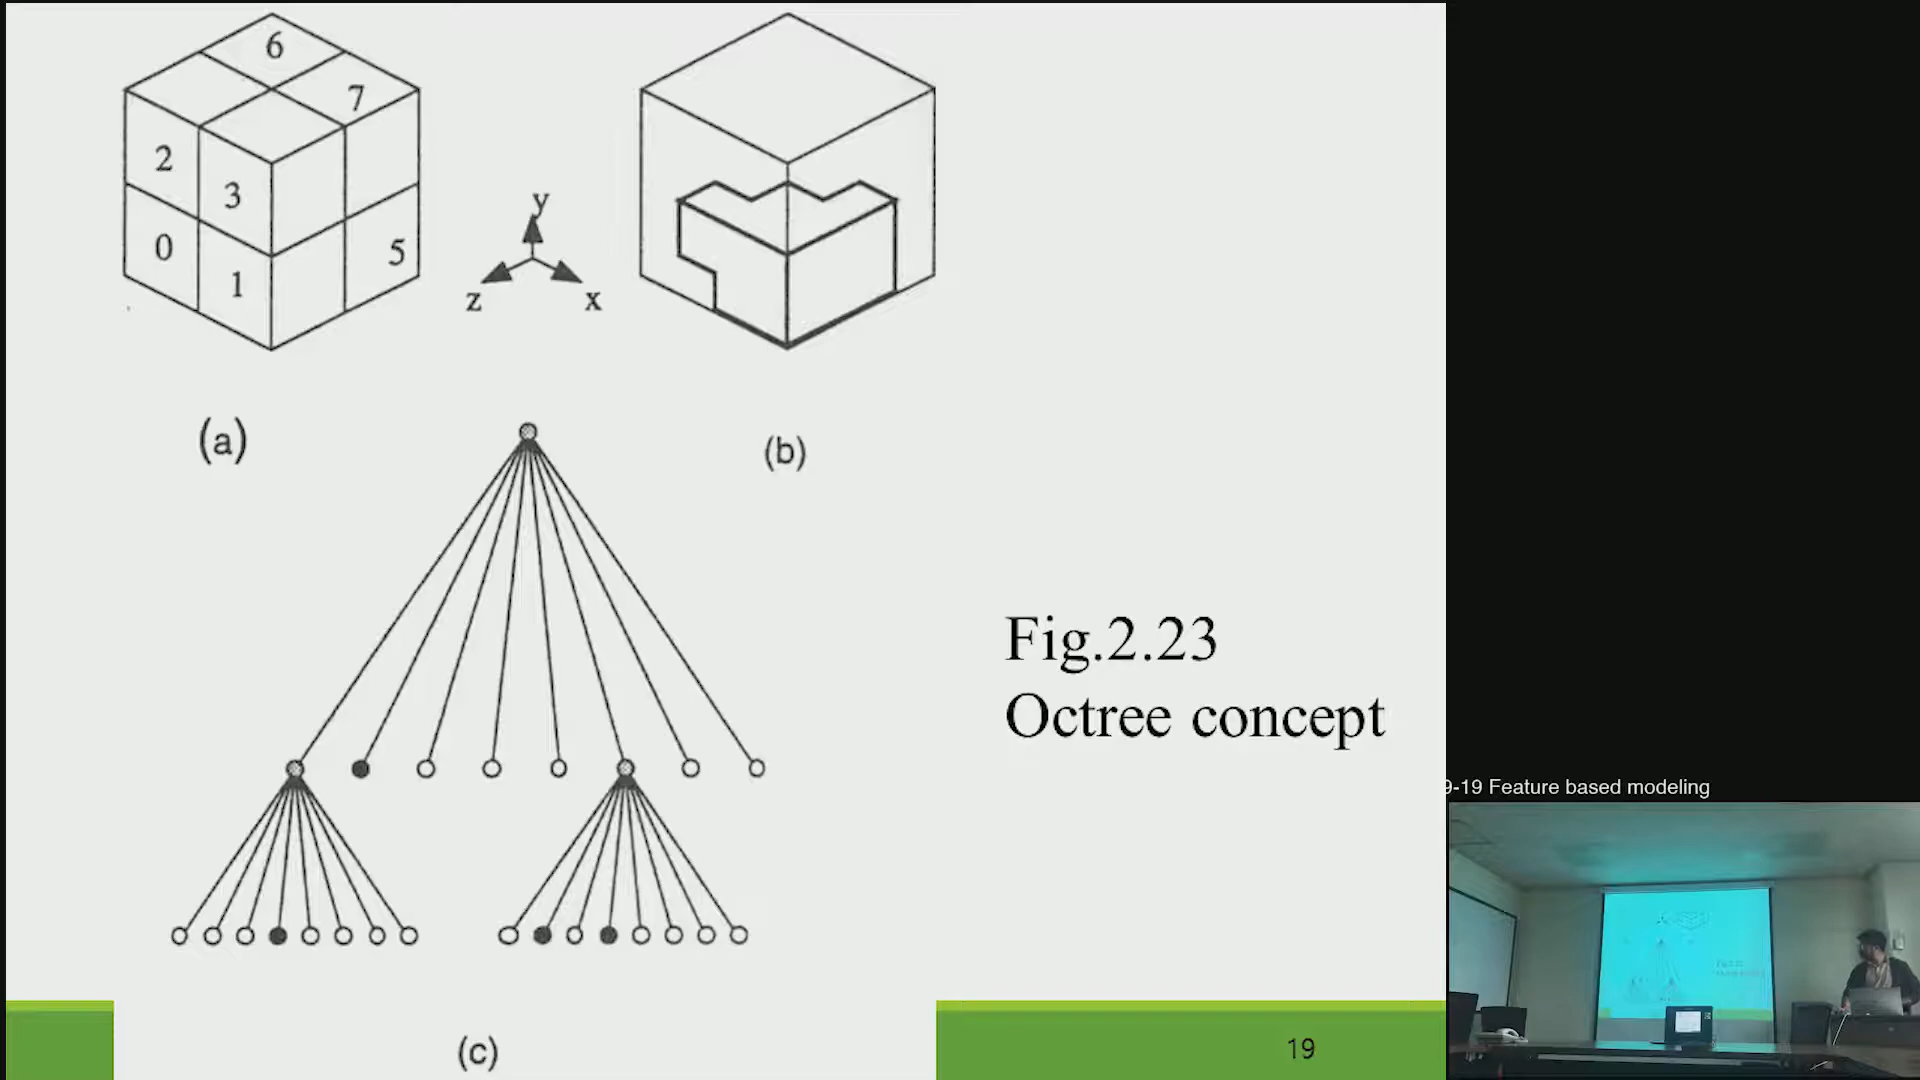 6
7
2
3
0
1
5
y
z
x
(a)
(b)
Fig.2.23
Octree concept
9-19 Feature based modeling
(c)
19